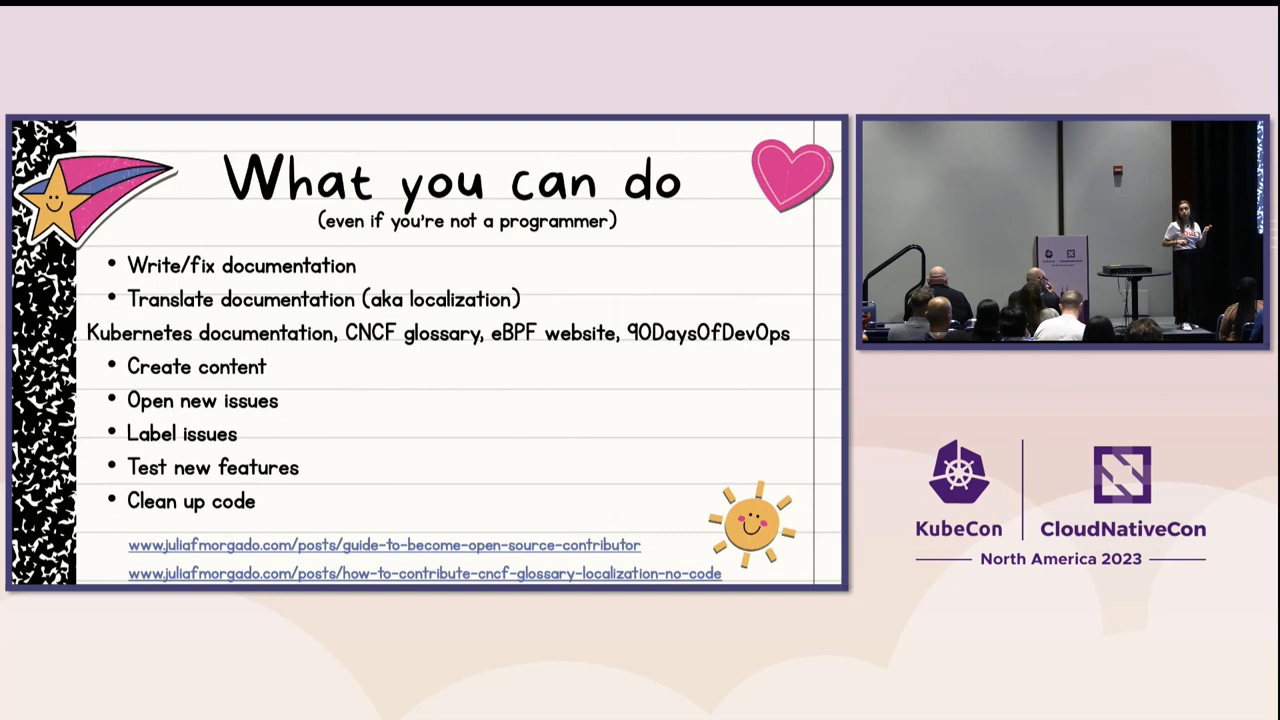 What you can do
(even if you're not a programmer)
• Write/fix documentation
• Translate documentation (aka localization)
Kubernetes documentation, CNCF glossary, eBPF website, 90DaysOfDevOps
• Create content
• Open new issues
• Label issues
• Test new features
• Clean up code
www.juliafmorgado.com/posts/guide-to-become-open-source-contributor
www.juliafmorgado.com/posts/how-to-contribute-cncf-glossary-localization-no-code
KubeCon
CloudNativeCon
North America 2023